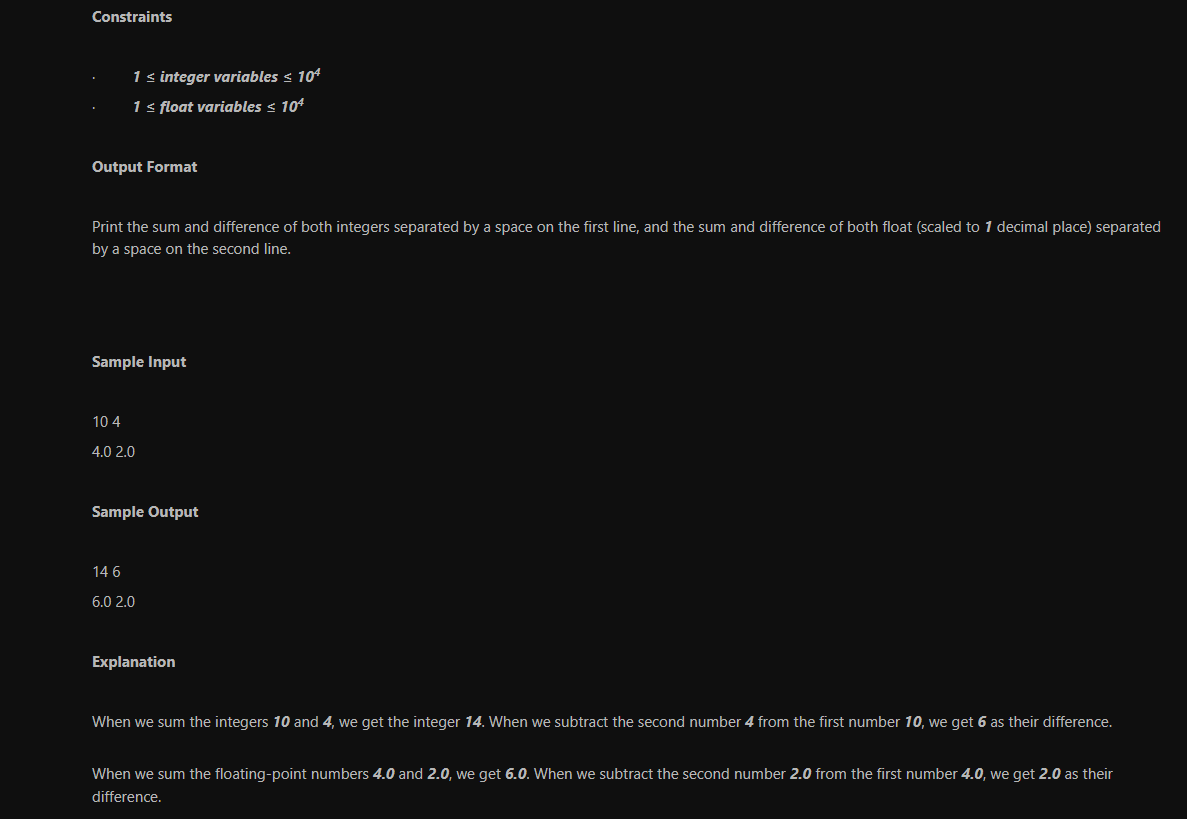 Constraints
· 1 ≤ integer variables ≤ 10⁴
· 1 ≤ float variables ≤ 10⁴
Output Format
Print the sum and difference of both integers separated by a space on the first line, and the sum and difference of both float (scaled to 1 decimal place) separated
by a space on the second line.
Sample Input
10 4
4.0 2.0
Sample Output
14 6
6.0 2.0
Explanation
When we sum the integers 10 and 4, we get the integer 14. When we subtract the second number 4 from the first number 10, we get 6 as their difference.
When we sum the floating-point numbers 4.0 and 2.0, we get 6.0. When we subtract the second number 2.0 from the first number 4.0, we get 2.0 as their
difference.